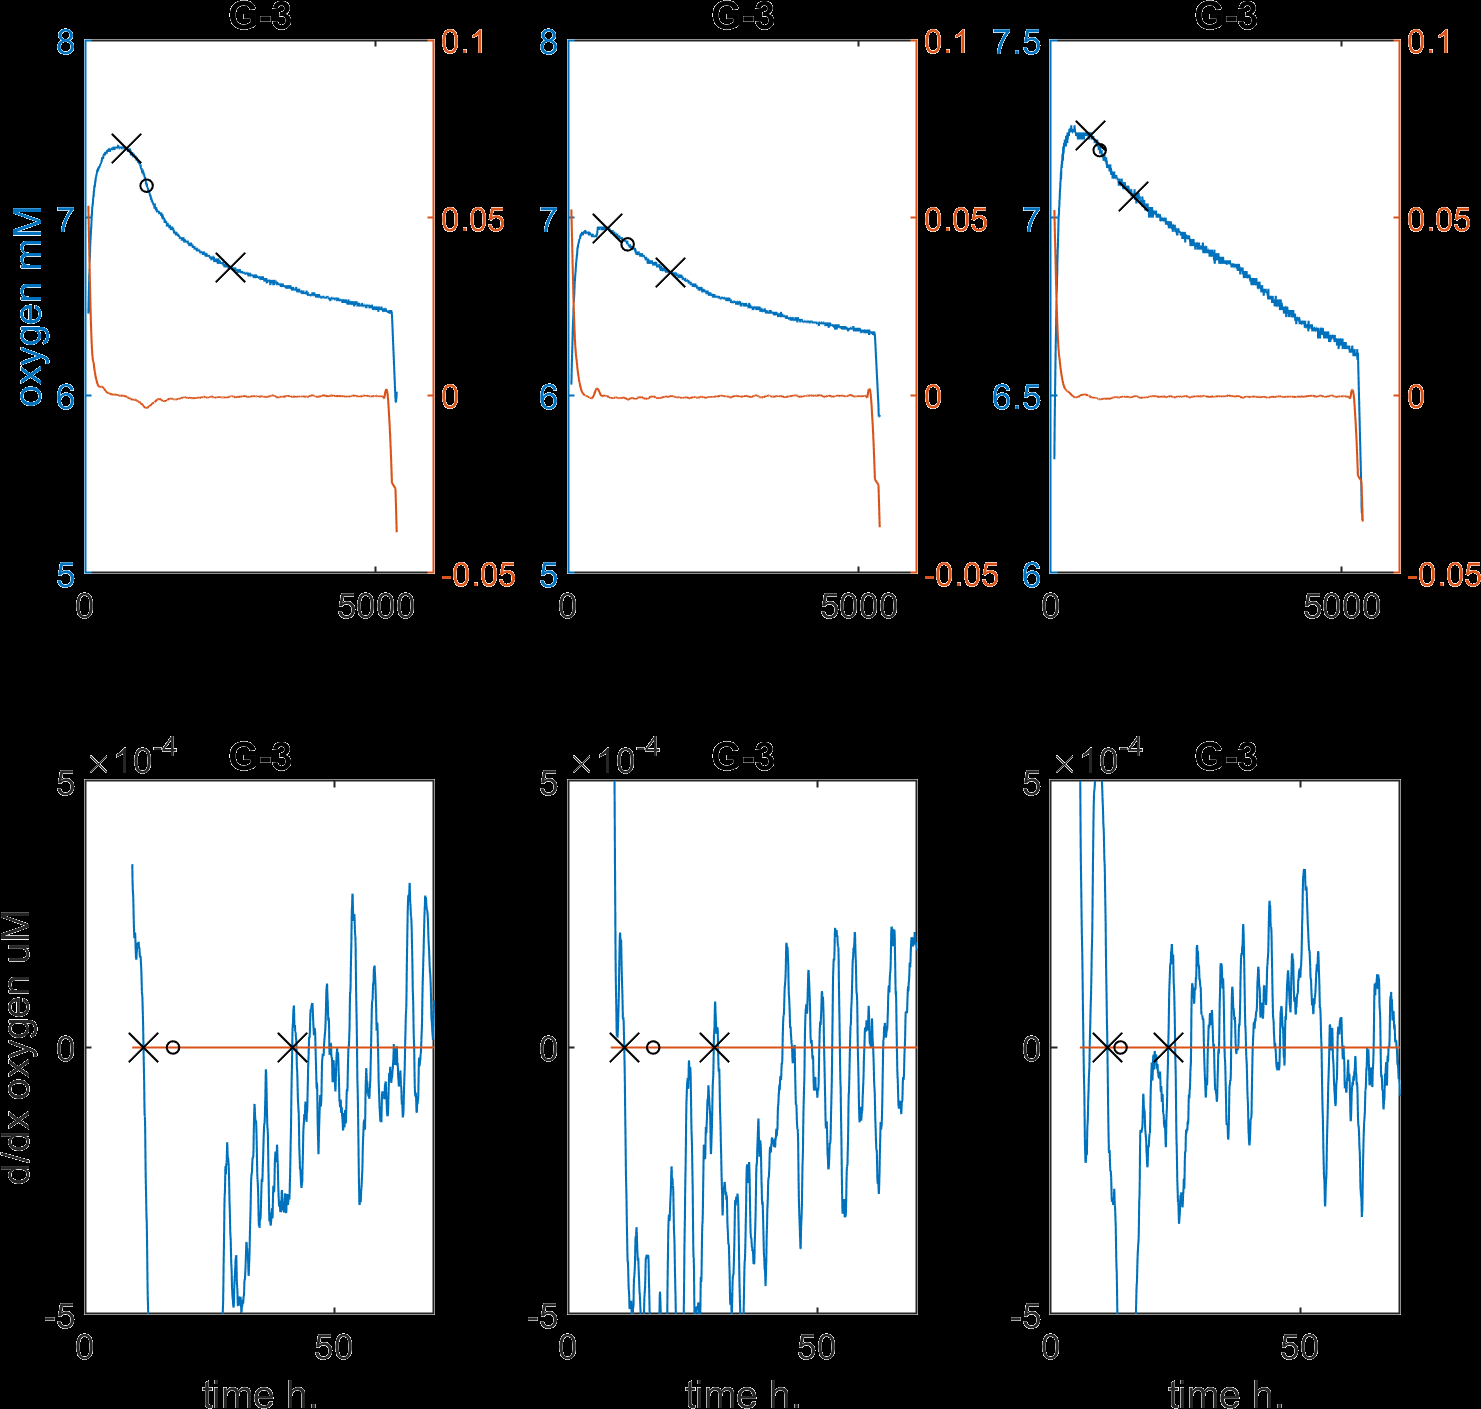 G-3 G-3 G-3
8 0.1 8 0.1 7.5 0.1
7 0.05 7 0.05 7 0.05
oxygen mM
6 0 6 0 6.5 0
5 -0.05 5 -0.05 6 -0.05
0 5000 0 5000 0 5000
×10-4 G-3 ×10-4 G-3 ×10-4 G-3
5 5 5
d/dx oxygen uM
0 0 0
-5 -5 -5
0 50 0 50 0 50
time h. time h. time h.